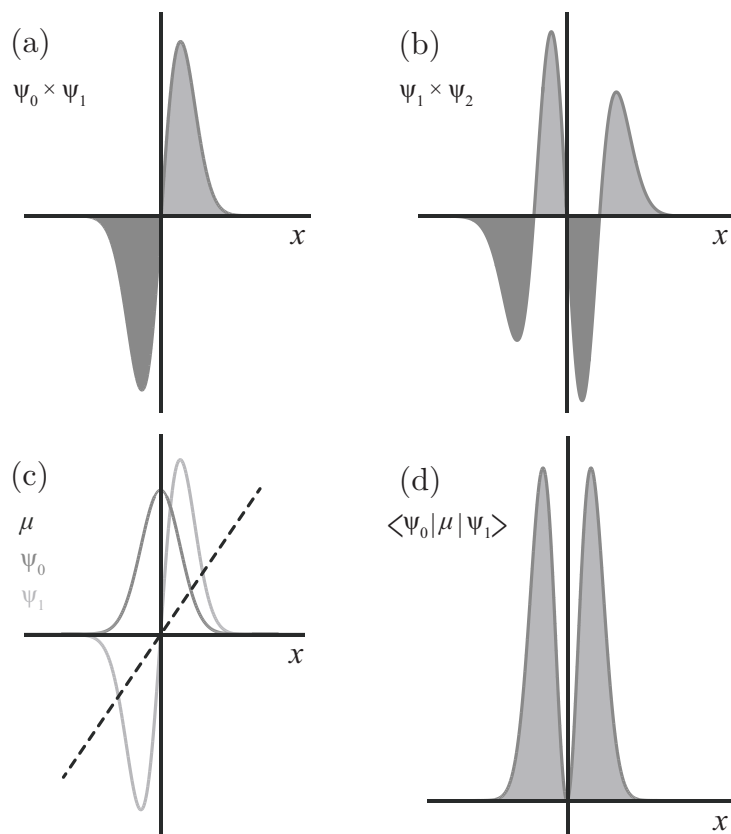 (a)
ψ₀ × ψ₁
x
(b)
ψ₁ × ψ₂
x
(c)
μ
ψ₀
ψ₁
x
(d)
<ψ₀|μ|ψ₁>
x